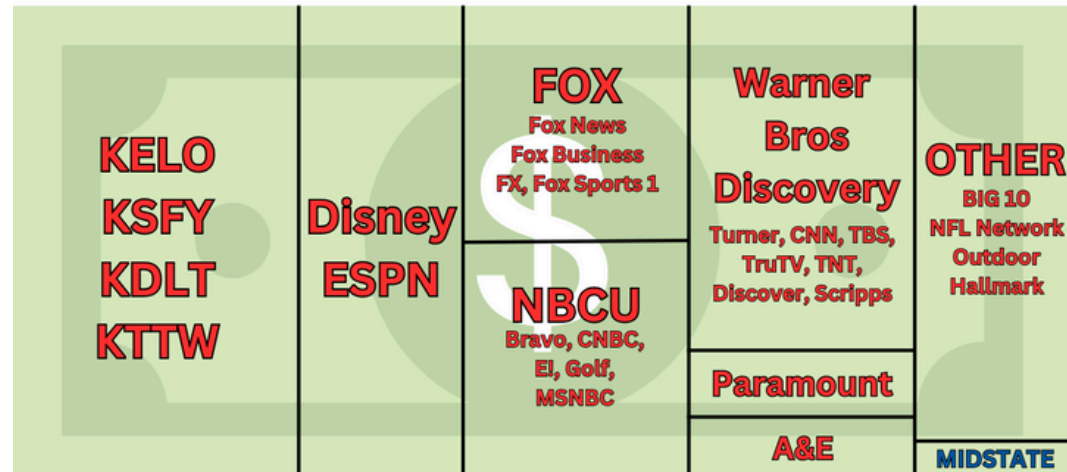 KELO
KSFY
KDLT
KTTW
Disney
ESPN
FOX
Fox News
Fox Business
FX, Fox Sports 1
$
NBCU
Bravo, CNBC,
E!, Golf,
MSNBC
Warner
Bros
Discovery
Turner, CNN, TBS,
TruTV, TNT,
Discover, Scripps
Paramount
A&E
OTHER
BIG 10
NFL Network
Outdoor
Hallmark
MIDSTATE